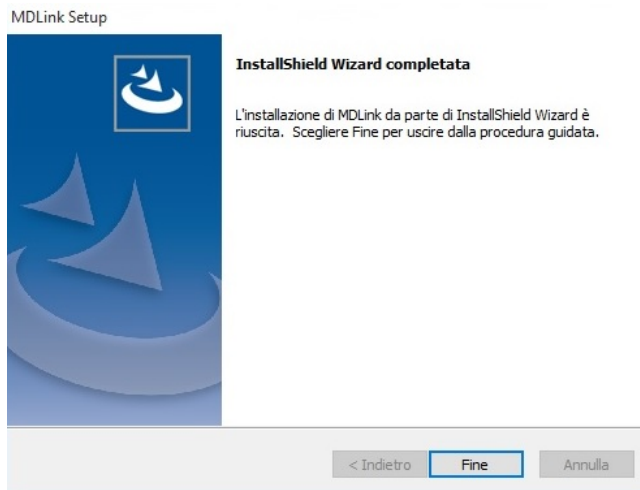 MDLink Setup
InstallShield Wizard completata
L'installazione di MDLink da parte di InstallShield Wizard è
riuscita. Scegliere Fine per uscire dalla procedura guidata.
< Indietro
Fine
Annulla